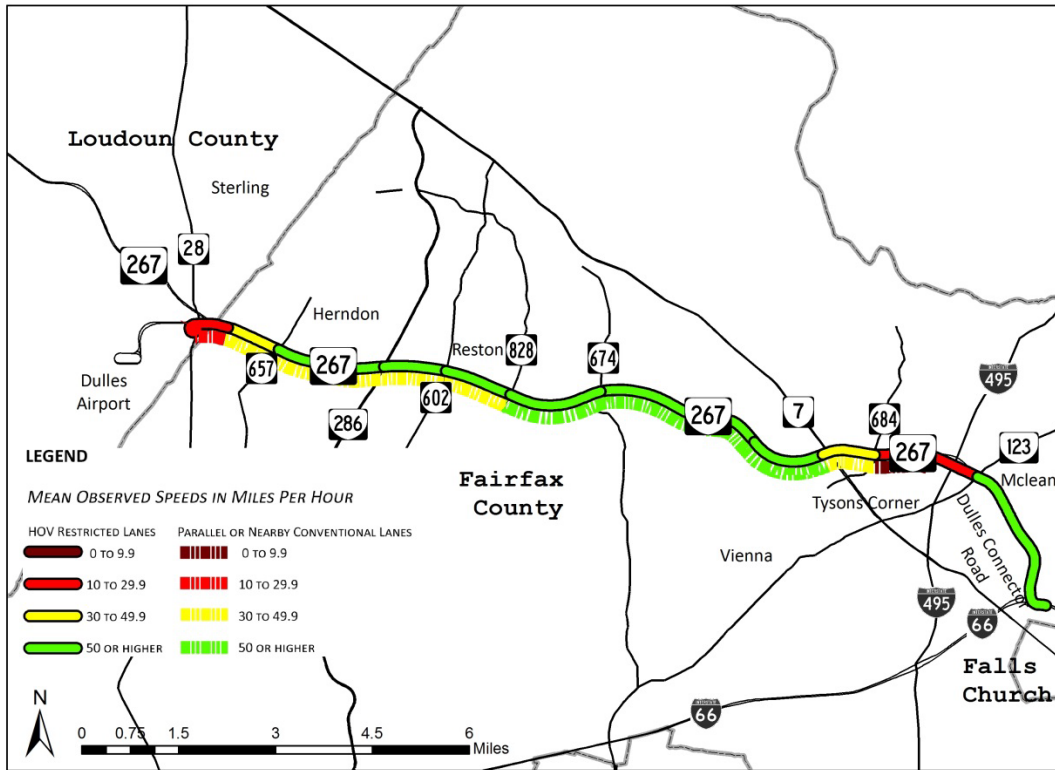 Loudoun County
Sterling
28
267
Herndon
Dulles
Airport
657
267
Reston
828
674
602
286
267
7
684
267
495
123
Mclean
Tysons Corner
Dulles Connector
Road
Fairfax
County
Vienna
495
66
Falls
Church
66
LEGEND
MEAN OBSERVED SPEEDS IN MILES PER HOUR
HOV RESTRICTED LANES
PARALLEL OR NEARBY CONVENTIONAL LANES
0 TO 9.9
0 TO 9.9
10 TO 29.9
10 TO 29.9
30 TO 49.9
30 TO 49.9
50 OR HIGHER
50 OR HIGHER
N
0 0.75 1.5 3 4.5 6
Miles